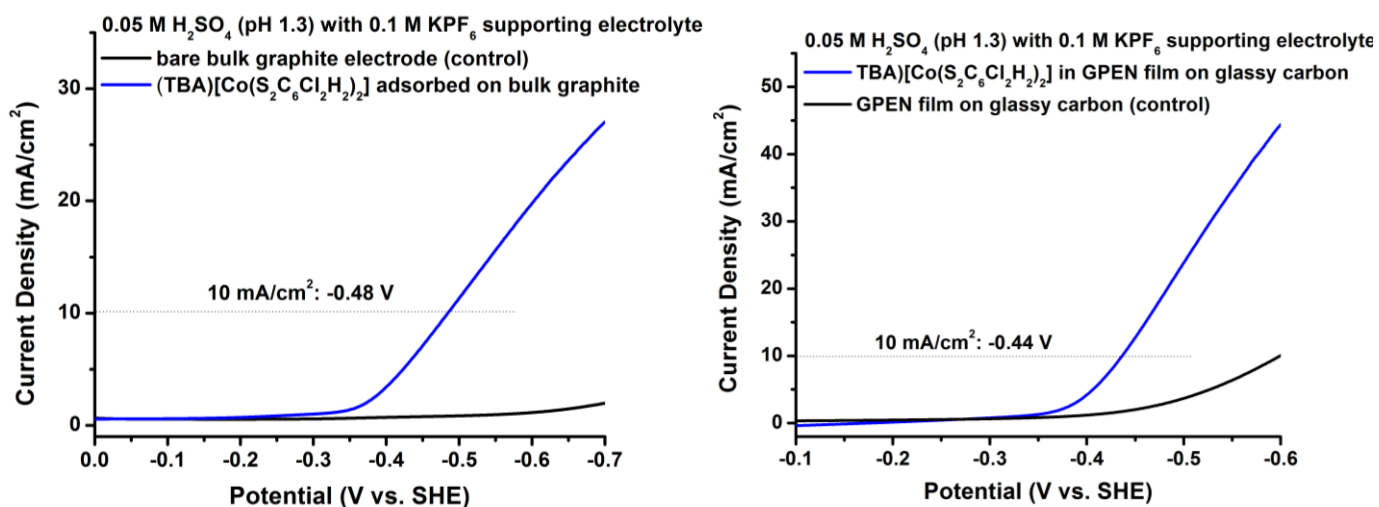 0.05 M H₂SO₄ (pH 1.3) with 0.1 M KPF₆ supporting electrolyte
bare bulk graphite electrode (control)
(TBA)[Co(S₂C₆Cl₂H₂)₂] adsorbed on bulk graphite
30
20
10
0
10 mA/cm²: -0.48 V
Current Density (mA/cm²)
0.0 -0.1 -0.2 -0.3 -0.4 -0.5 -0.6 -0.7
Potential (V vs. SHE)
0.05 M H₂SO₄ (pH 1.3) with 0.1 M KPF₆ supporting electrolyte
TBA)[Co(S₂C₆Cl₂H₂)₂] in GPEN film on glassy carbon
GPEN film on glassy carbon (control)
50
40
30
20
10
0
10 mA/cm²: -0.44 V
Current Density (mA/cm²)
-0.1 -0.2 -0.3 -0.4 -0.5 -0.6
Potential (V vs. SHE)